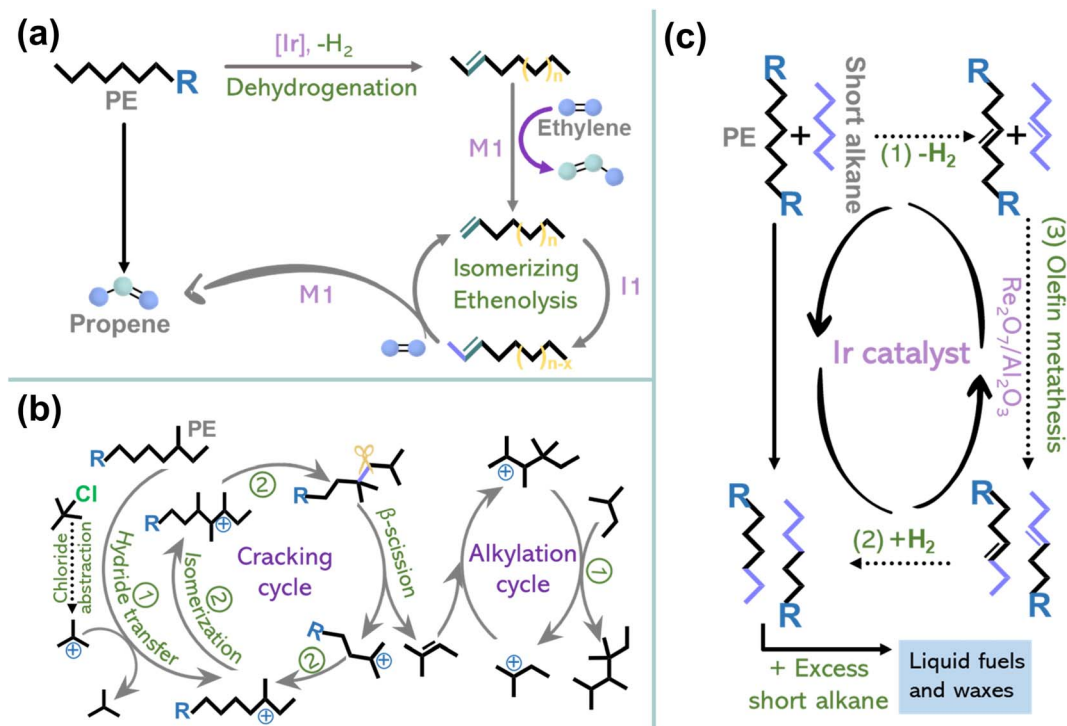 (a)
[Ir], -H₂
Dehydrogenation
R
PE
n
Ethylene
M1
n
Isomerizing
Ethenolysis
I1
M1
Propene
n-x
(b)
PE
R
Cl
Chloride
abstraction
Hydride transfer
①
②
Isomerization
②
R
⊕
Cracking
cycle
R
β-scission
R
⊕
②
R
⊕
⊕
⊕
Alkylation
cycle
①
⊕
(c)
R
PE
+
Short alkane
R
(1) -H₂
R
+
R
Ir catalyst
(3) Olefin metathesis
Re₂O₇/Al₂O₃
R
R
(2) +H₂
R
R
+ Excess
short alkane
Liquid fuels
and waxes